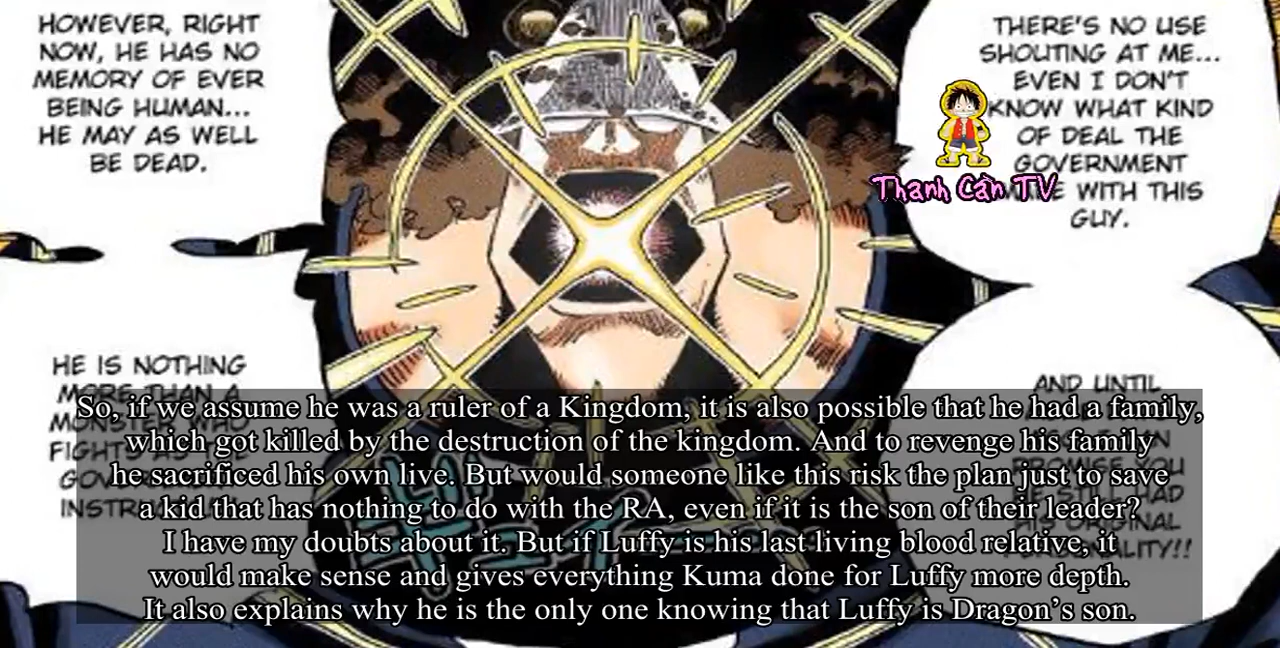 HOWEVER, RIGHT
NOW, HE HAS NO
MEMORY OF EVER
BEING HUMAN...
HE MAY AS WELL
BE DEAD.
THERE'S NO USE
SHOUTING AT ME...
EVEN I DON'T
KNOW WHAT KIND
OF DEAL THE
GOVERNMENT
WITH THIS
GUY.
Thanh Cần TV
HE IS NOTHING
MORE THAN A
MONSTER WHO
FIGHTS
AND UNTIL
So, if we assume he was a ruler of a Kingdom, it is also possible that he had a family,
which got killed by the destruction of the kingdom. And to revenge his family
he sacrificed his own live. But would someone like this risk the plan just to save
a kid that has nothing to do with the RA, even if it is the son of their leader?
I have my doubts about it. But if Luffy is his last living blood relative, it
would make sense and gives everything Kuma done for Luffy more depth.
It also explains why he is the only one knowing that Luffy is Dragon's son.